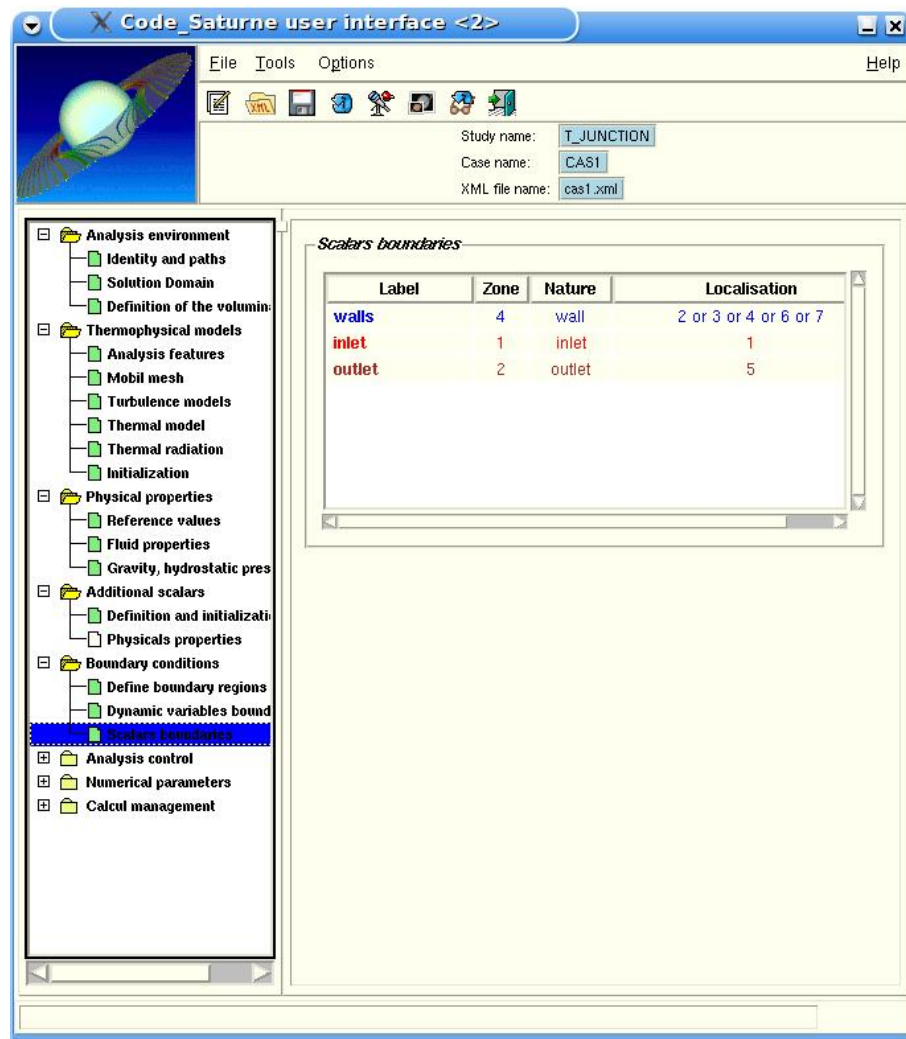 Code_Saturne user interface <2>
File Tools Options Help
XML
Study name: T_JUNCTION
Case name: CAS1
XML file name: cas1.xml
Analysis environment
Identity and paths
Solution Domain
Definition of the volumin
Thermophysical models
Analysis features
Mobil mesh
Turbulence models
Thermal model
Thermal radiation
Initialization
Physical properties
Reference values
Fluid properties
Gravity, hydrostatic pres
Additional scalars
Definition and initializati
Physicals properties
Boundary conditions
Define boundary regions
Dynamic variables bound
Scalars boundaries
Analysis control
Numerical parameters
Calcul management
Scalars boundaries
Label Zone Nature Localisation
walls 4 wall 2 or 3 or 4 or 6 or 7
inlet 1 inlet 1
outlet 2 outlet 5